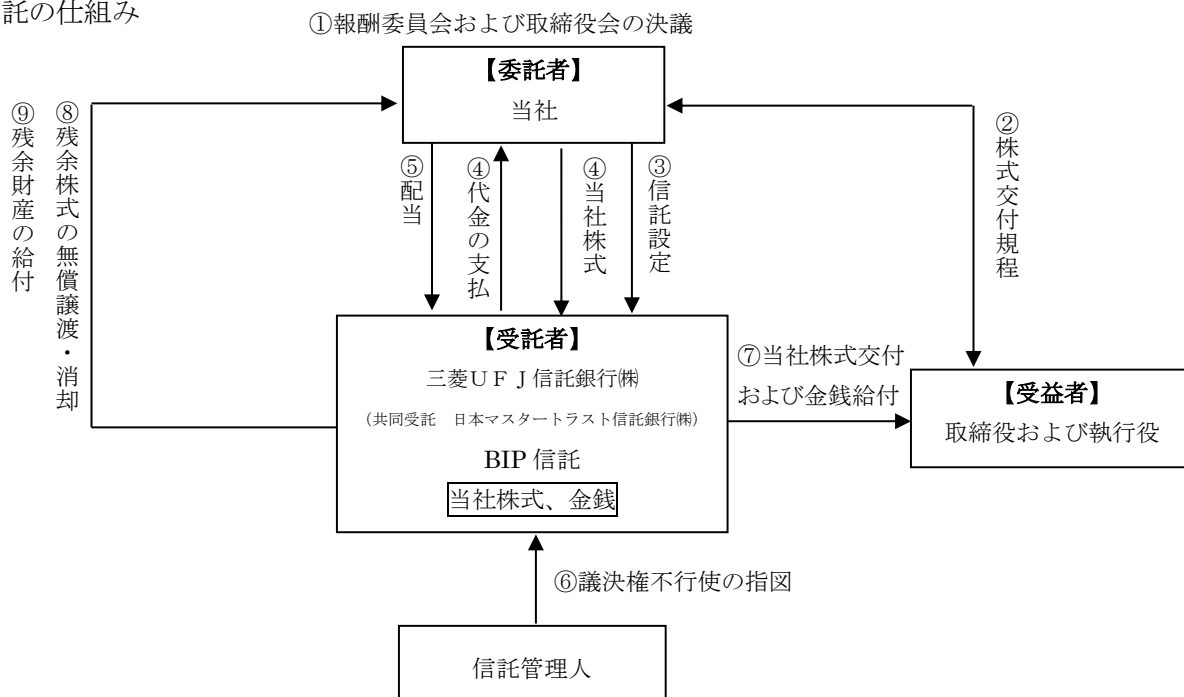 託の仕組み
①報酬委員会および取締役会の決議
【委託者】
当社
⑨残余財産の給付
⑧残余株式の無償譲渡・消却
⑤配当
④代金の支払
④当社株式
③信託設定
②株式交付規程
【受託者】
三菱UFJ信託銀行㈱
(共同受託　日本マスタートラスト信託銀行㈱)
BIP 信託
当社株式、金銭
⑦当社株式交付
および金銭給付
【受益者】
取締役および執行役
⑥議決権不行使の指図
信託管理人